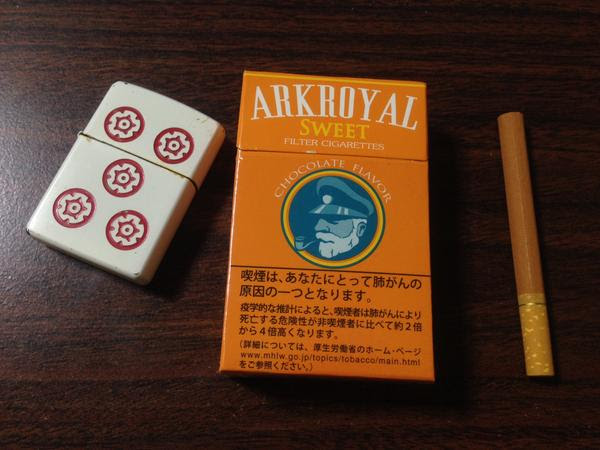 ARKROYAL
SWEET
FILTER CIGARETTES
CHOCOLATE FLAVOR
喫煙は、あなたにとって肺がんの
原因の一つとなります。
疫学的な推計によると、喫煙者は肺がんにより
死亡する危険性が非喫煙者に比べて約2倍
から4倍高くなります。
(詳細については、厚生労働省のホーム・ページ
www.mhlw.go.jp/topics/tobacco/main.html
をご参照ください。)